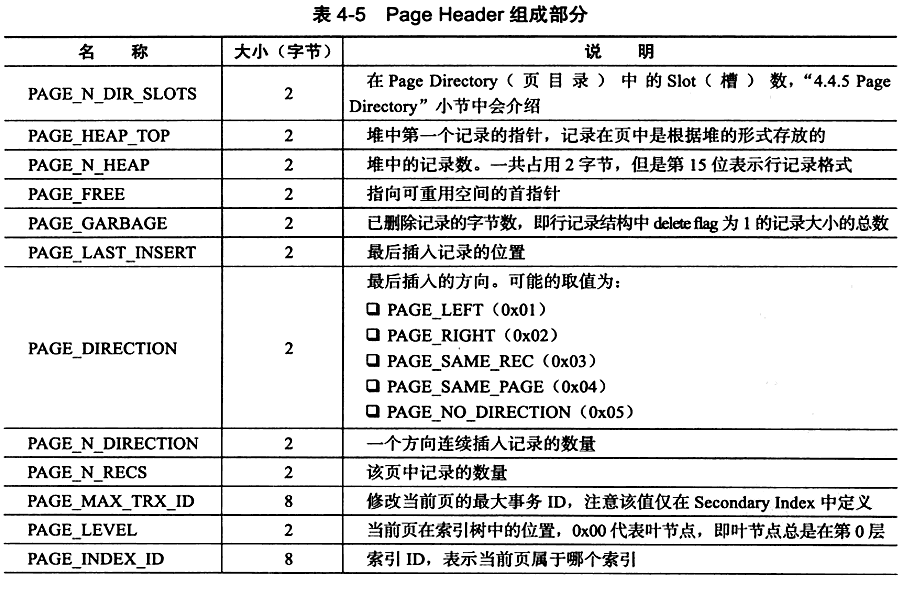 表 4-5 Page Header 组成部分
名 称 大小（字节） 说 明
PAGE_N_DIR_SLOTS 2 在 Page Directory（页目录）中的 Slot（槽）数，“4.4.5 Page
Directory”小节中会介绍
PAGE_HEAP_TOP 2 堆中第一个记录的指针，记录在页中是根据堆的形式存放的
PAGE_N_HEAP 2 堆中的记录数。一共占用 2 字节，但是第 15 位表示行记录格式
PAGE_FREE 2 指向可重用空间的首指针
PAGE_GARBAGE 2 已删除记录的字节数，即行记录结构中 delete flag 为 1 的记录大小的总数
PAGE_LAST_INSERT 2 最后插入记录的位置
PAGE_DIRECTION 2 最后插入的方向。可能的取值为：
❑ PAGE_LEFT（0x01）
❑ PAGE_RIGHT（0x02）
❑ PAGE_SAME_REC（0x03）
❑ PAGE_SAME_PAGE（0x04）
❑ PAGE_NO_DIRECTION（0x05）
PAGE_N_DIRECTION 2 一个方向连续插入记录的数量
PAGE_N_RECS 2 该页中记录的数量
PAGE_MAX_TRX_ID 8 修改当前页的最大事务 ID，注意该值仅在 Secondary Index 中定义
PAGE_LEVEL 2 当前页在索引树中的位置，0x00 代表叶节点，即叶节点总是在第 0 层
PAGE_INDEX_ID 8 索引 ID，表示当前页属于哪个索引